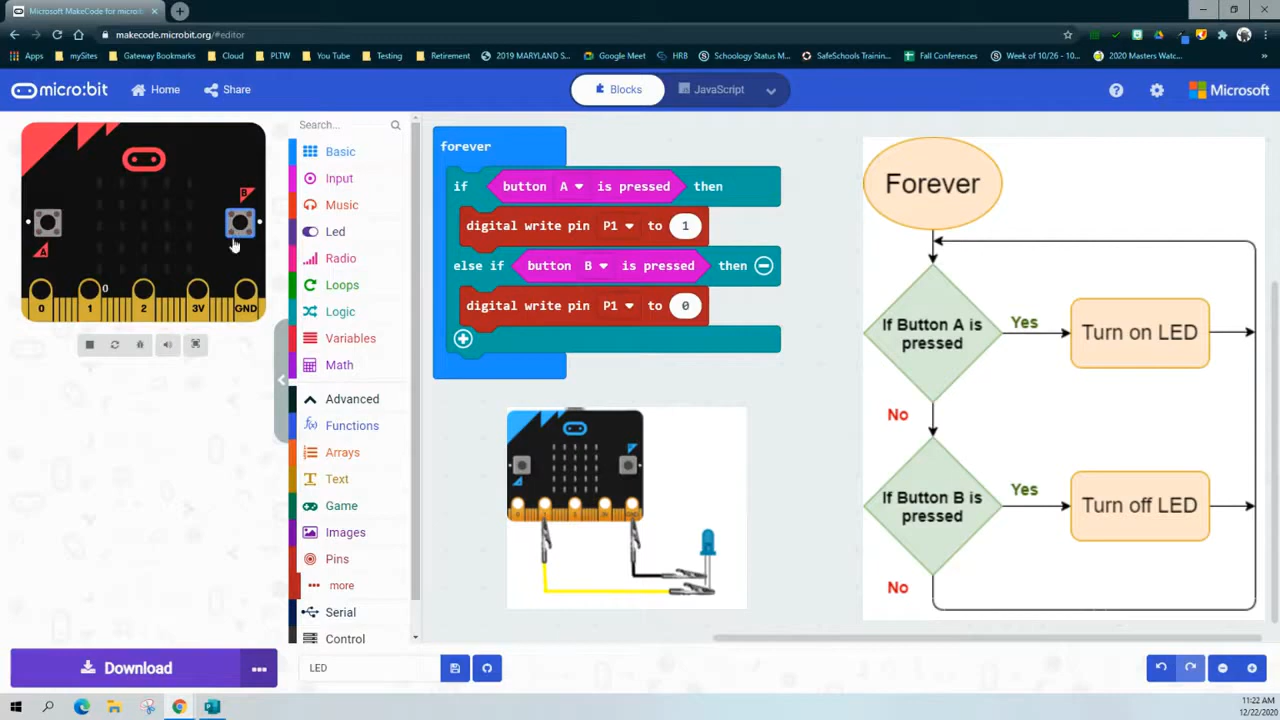 Microsoft MakeCode for micro:bit
makecode.microbit.org/#editor
Apps
mySites
Gateway Bookmarks
Cloud
PLTW
You Tube
Testing
Retirement
2019 MARYLAND S...
Google Meet
HRB
Schoology Status M...
SafeSchools Trainin...
Fall Conferences
Week of 10/26 - 10...
2020 Masters Watc...
»
micro:bit
Home
Share
Blocks
JavaScript
Microsoft
B
A
0
0
1
2
3V
GND
Search...
Basic
Input
Music
Led
Radio
Loops
Logic
Variables
Math
Advanced
Functions
Arrays
Text
Game
Images
Pins
more
Serial
Control
forever
if button A is pressed then
digital write pin P1 to 1
else if button B is pressed then
digital write pin P1 to 0
Forever
If Button A is
pressed
Yes
Turn on LED
No
If Button B is
pressed
Yes
Turn off LED
No
Download
LED
11:22 AM
12/22/2020